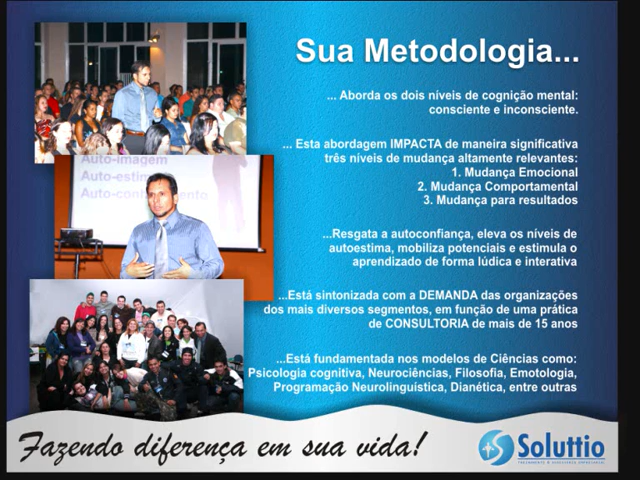 Sua Metodologia...
... Aborda os dois níveis de cognição mental:
consciente e inconsciente.
... Esta abordagem IMPACTA de maneira significativa
três níveis de mudança altamente relevantes:
1. Mudança Emocional
2. Mudança Comportamental
3. Mudança para resultados
...Resgata a autoconfiança, eleva os níveis de
autoestima, mobiliza potenciais e estimula o
aprendizado de forma lúdica e interativa
...Está sintonizada com a DEMANDA das organizações
dos mais diversos segmentos, em função de uma prática
de CONSULTORIA de mais de 15 anos
...Está fundamentada nos modelos de Ciências como:
Psicologia cognitiva, Neurociências, Filosofia, Emotologia,
Programação Neurolinguística, Dianética, entre outras
Auto-imagem
Auto-estim
Auto-con
Fazendo diferença em sua vida!
Soluttio